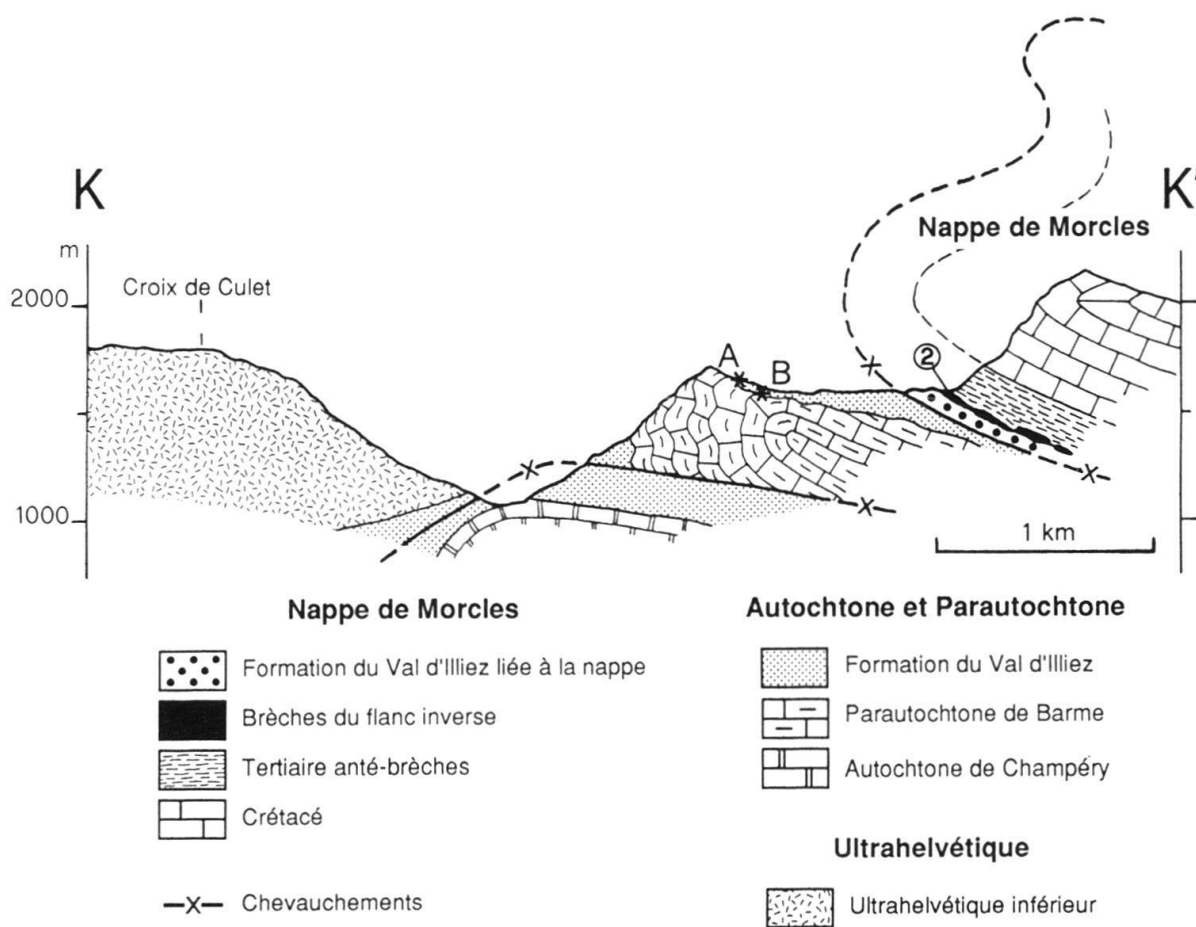 K
K'
m
Nappe de Morcles
Croix de Culet
2000
A
B
2
1000
1 km
Nappe de Morcles
Formation du Val d'Illiez liée à la nappe
Brèches du flanc inverse
Tertiaire anté-brèches
Crétacé
Chevauchements
Autochtone et Parautochtone
Formation du Val d'Illiez
Parautochtone de Barme
Autochtone de Champéry
Ultrahelvétique
Ultrahelvétique inférieur